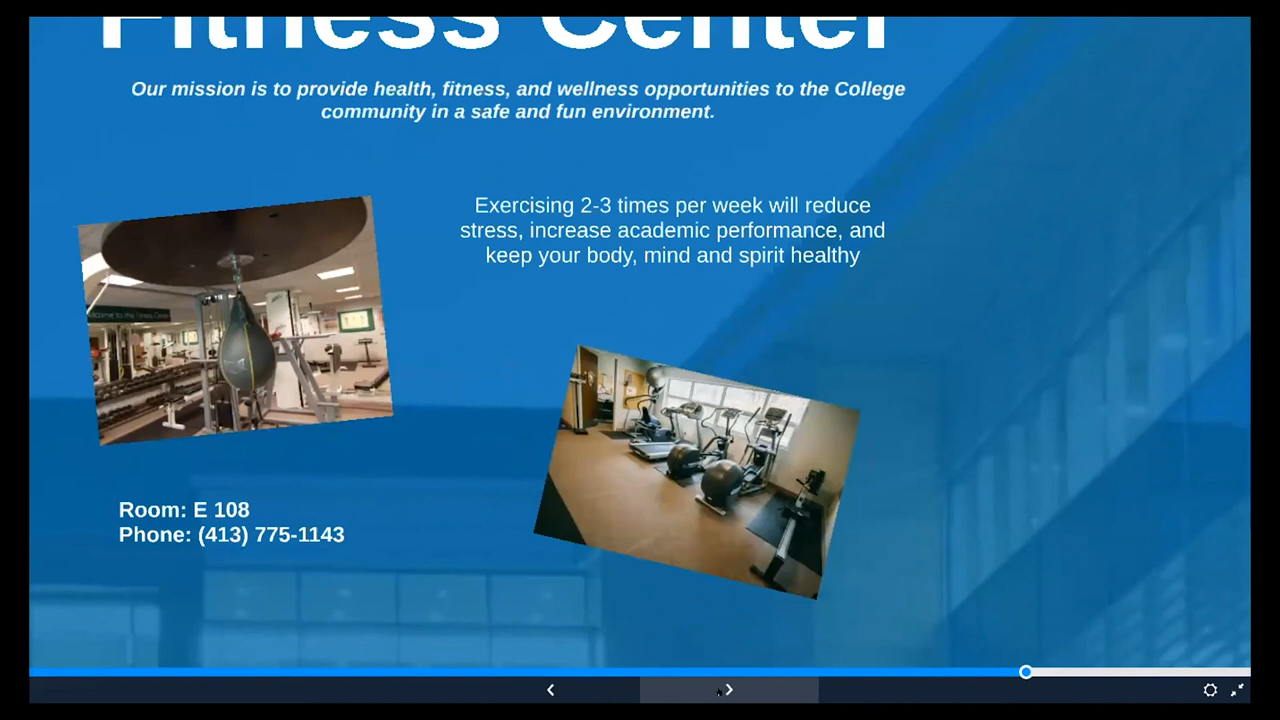 Fitness Center
Our mission is to provide health, fitness, and wellness opportunities to the College
community in a safe and fun environment.
Exercising 2-3 times per week will reduce
stress, increase academic performance, and
keep your body, mind and spirit healthy
Room: E 108
Phone: (413) 775-1143